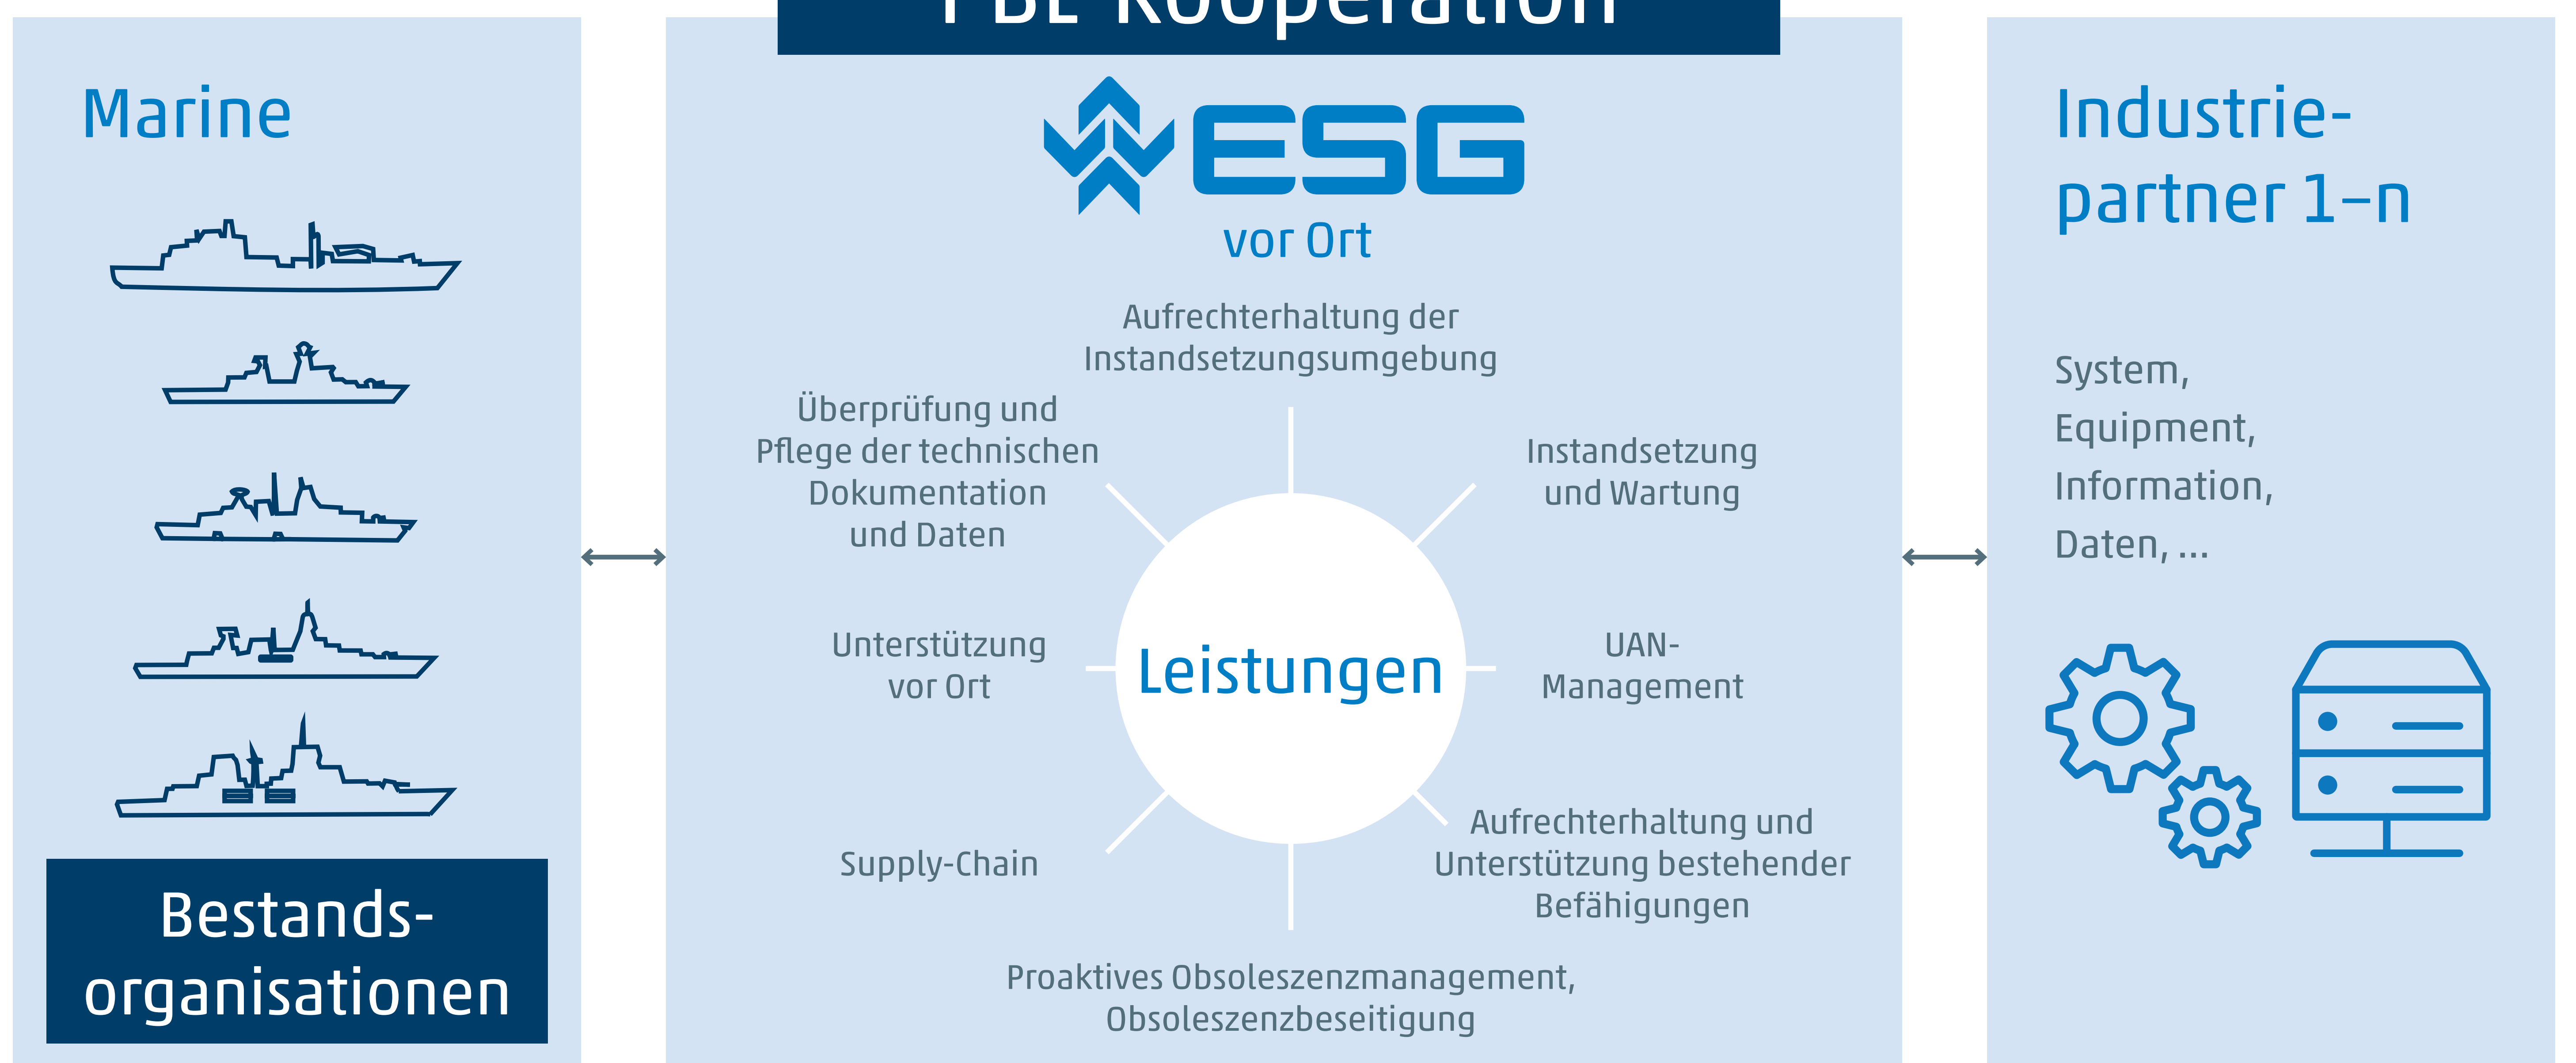 PBL Kooperation
Marine
Bestands-
organisationen
ESG
vor Ort
Aufrechterhaltung der
Instandsetzungsumgebung
Überprüfung und
Pflege der technischen
Dokumentation
und Daten
Instandsetzung
und Wartung
Unterstützung
vor Ort
Leistungen
UAN-
Management
Supply-Chain
Aufrechterhaltung und
Unterstützung bestehender
Befähigungen
Proaktives Obsoleszenzmanagement,
Obsoleszenzbeseitigung
Industrie-
partner 1–n
System,
Equipment,
Information,
Daten, ...